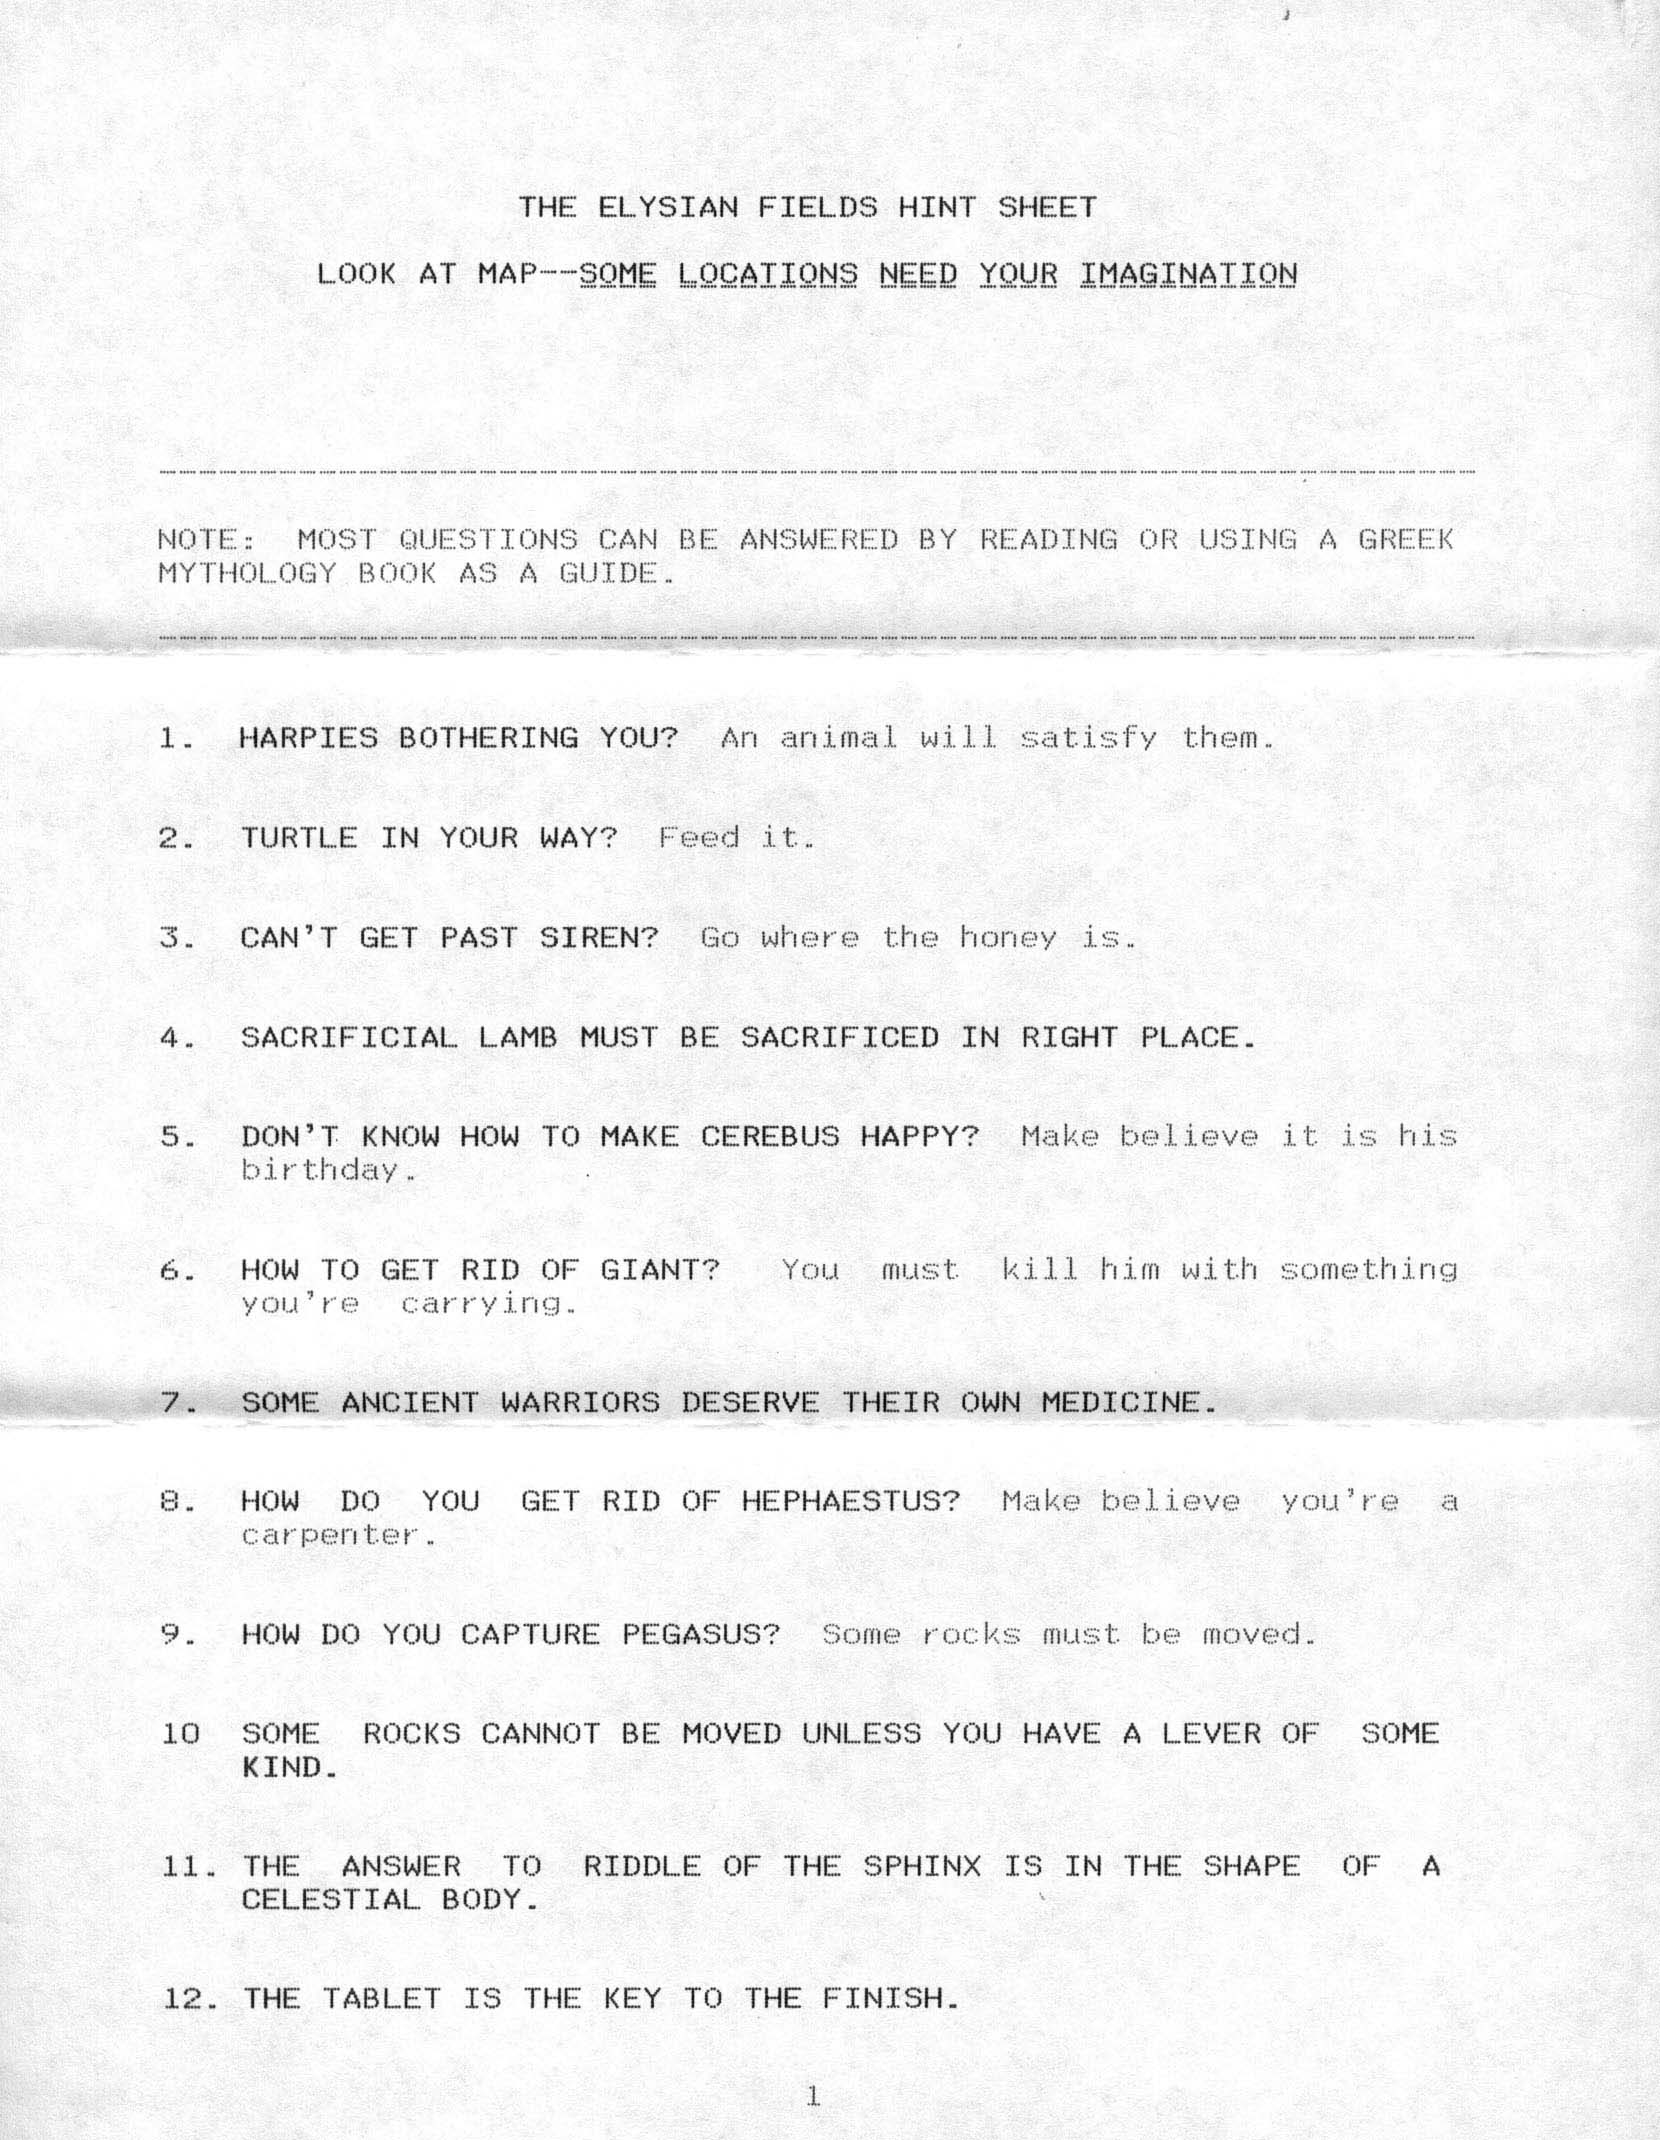 THE ELYSIAN FIELDS HINT SHEET
LOOK AT MAP--SOME LOCATIONS NEED YOUR IMAGINATION
NOTE: MOST QUESTIONS CAN BE ANSWERED BY READING OR USING A GREEK
MYTHOLOGY BOOK AS A GUIDE.
1. HARPIES BOTHERING YOU? An animal will satisfy them.
2. TURTLE IN YOUR WAY? Feed it.
3. CAN'T GET PAST SIREN? Go where the honey is.
4. SACRIFICIAL LAMB MUST BE SACRIFICED IN RIGHT PLACE.
5. DON'T KNOW HOW TO MAKE CEREBUS HAPPY? Make believe it is his
birthday.
6. HOW TO GET RID OF GIANT? You must kill him with something
you're carrying.
7. SOME ANCIENT WARRIORS DESERVE THEIR OWN MEDICINE.
8. HOW DO YOU GET RID OF HEPHAESTUS? Make believe you're a
carpenter.
9. HOW DO YOU CAPTURE PEGASUS? Some rocks must be moved.
10 SOME ROCKS CANNOT BE MOVED UNLESS YOU HAVE A LEVER OF SOME
KIND.
11. THE ANSWER TO RIDDLE OF THE SPHINX IS IN THE SHAPE OF A
CELESTIAL BODY.
12. THE TABLET IS THE KEY TO THE FINISH.
1